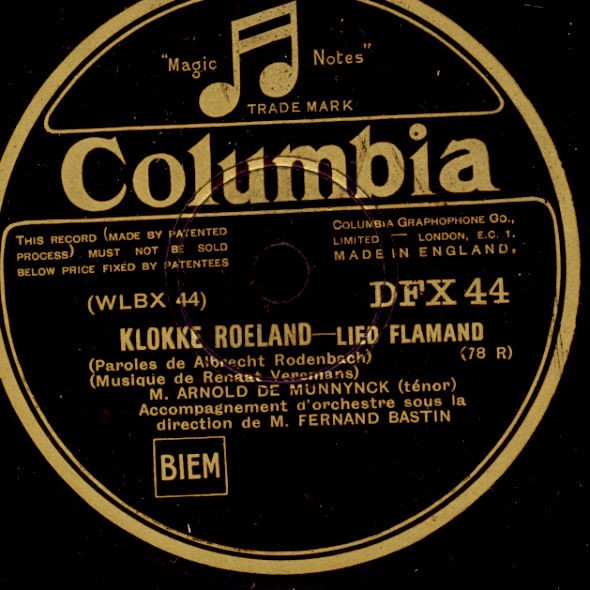 "Magic Notes"
TRADE MARK
Columbia
THIS RECORD (MADE BY PATENTED
PROCESS) MUST NOT BE SOLD
BELOW PRICE FIXED BY PATENTEES
COLUMBIA GRAPHOPHONE CO.,
LIMITED — LONDON, E.C. 1.
MADE IN ENGLAND.
(WLBX 44)
DFX 44
KLOKKE ROELAND—LIED FLAMAND
(78 R)
(Paroles de Albrecht Rodenbach)
(Musique de Renaat Veremans)
M. ARNOLD DE MUNNYNCK (ténor)
Accompagnement d'orchestre sous la
direction de M. FERNAND BASTIN
BIEM